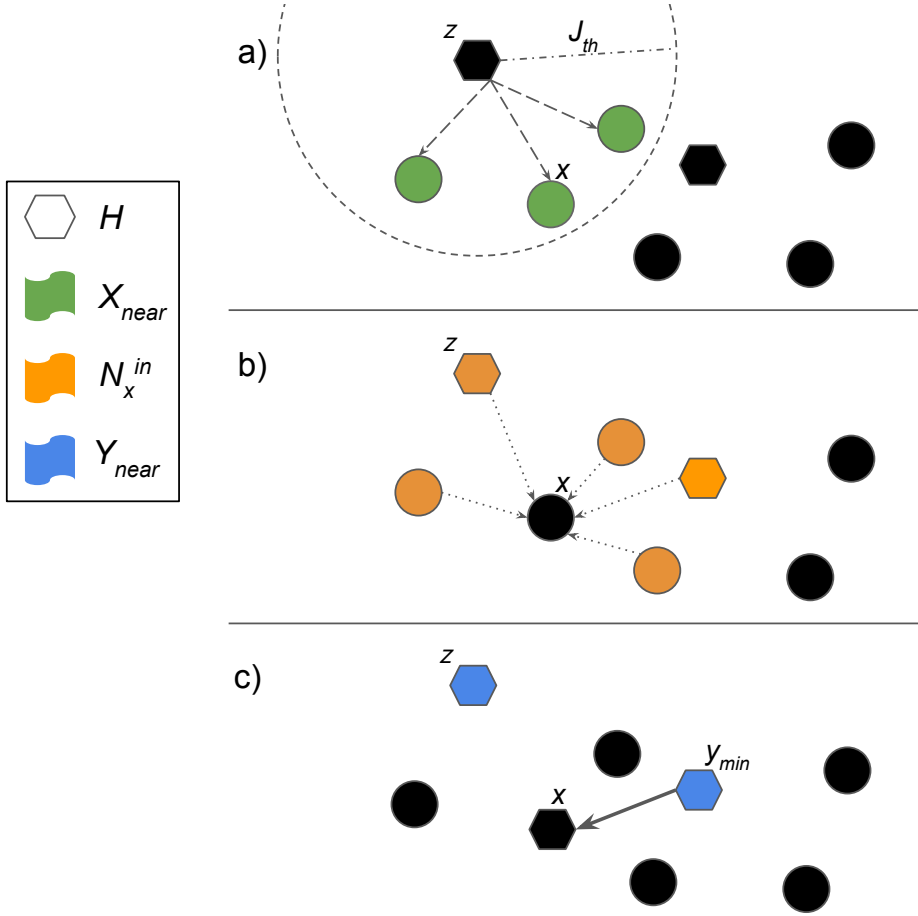 a)
z
J_th
x
H
X_near
N_x^in
Y_near
b)
z
x
c)
z
y_min
x